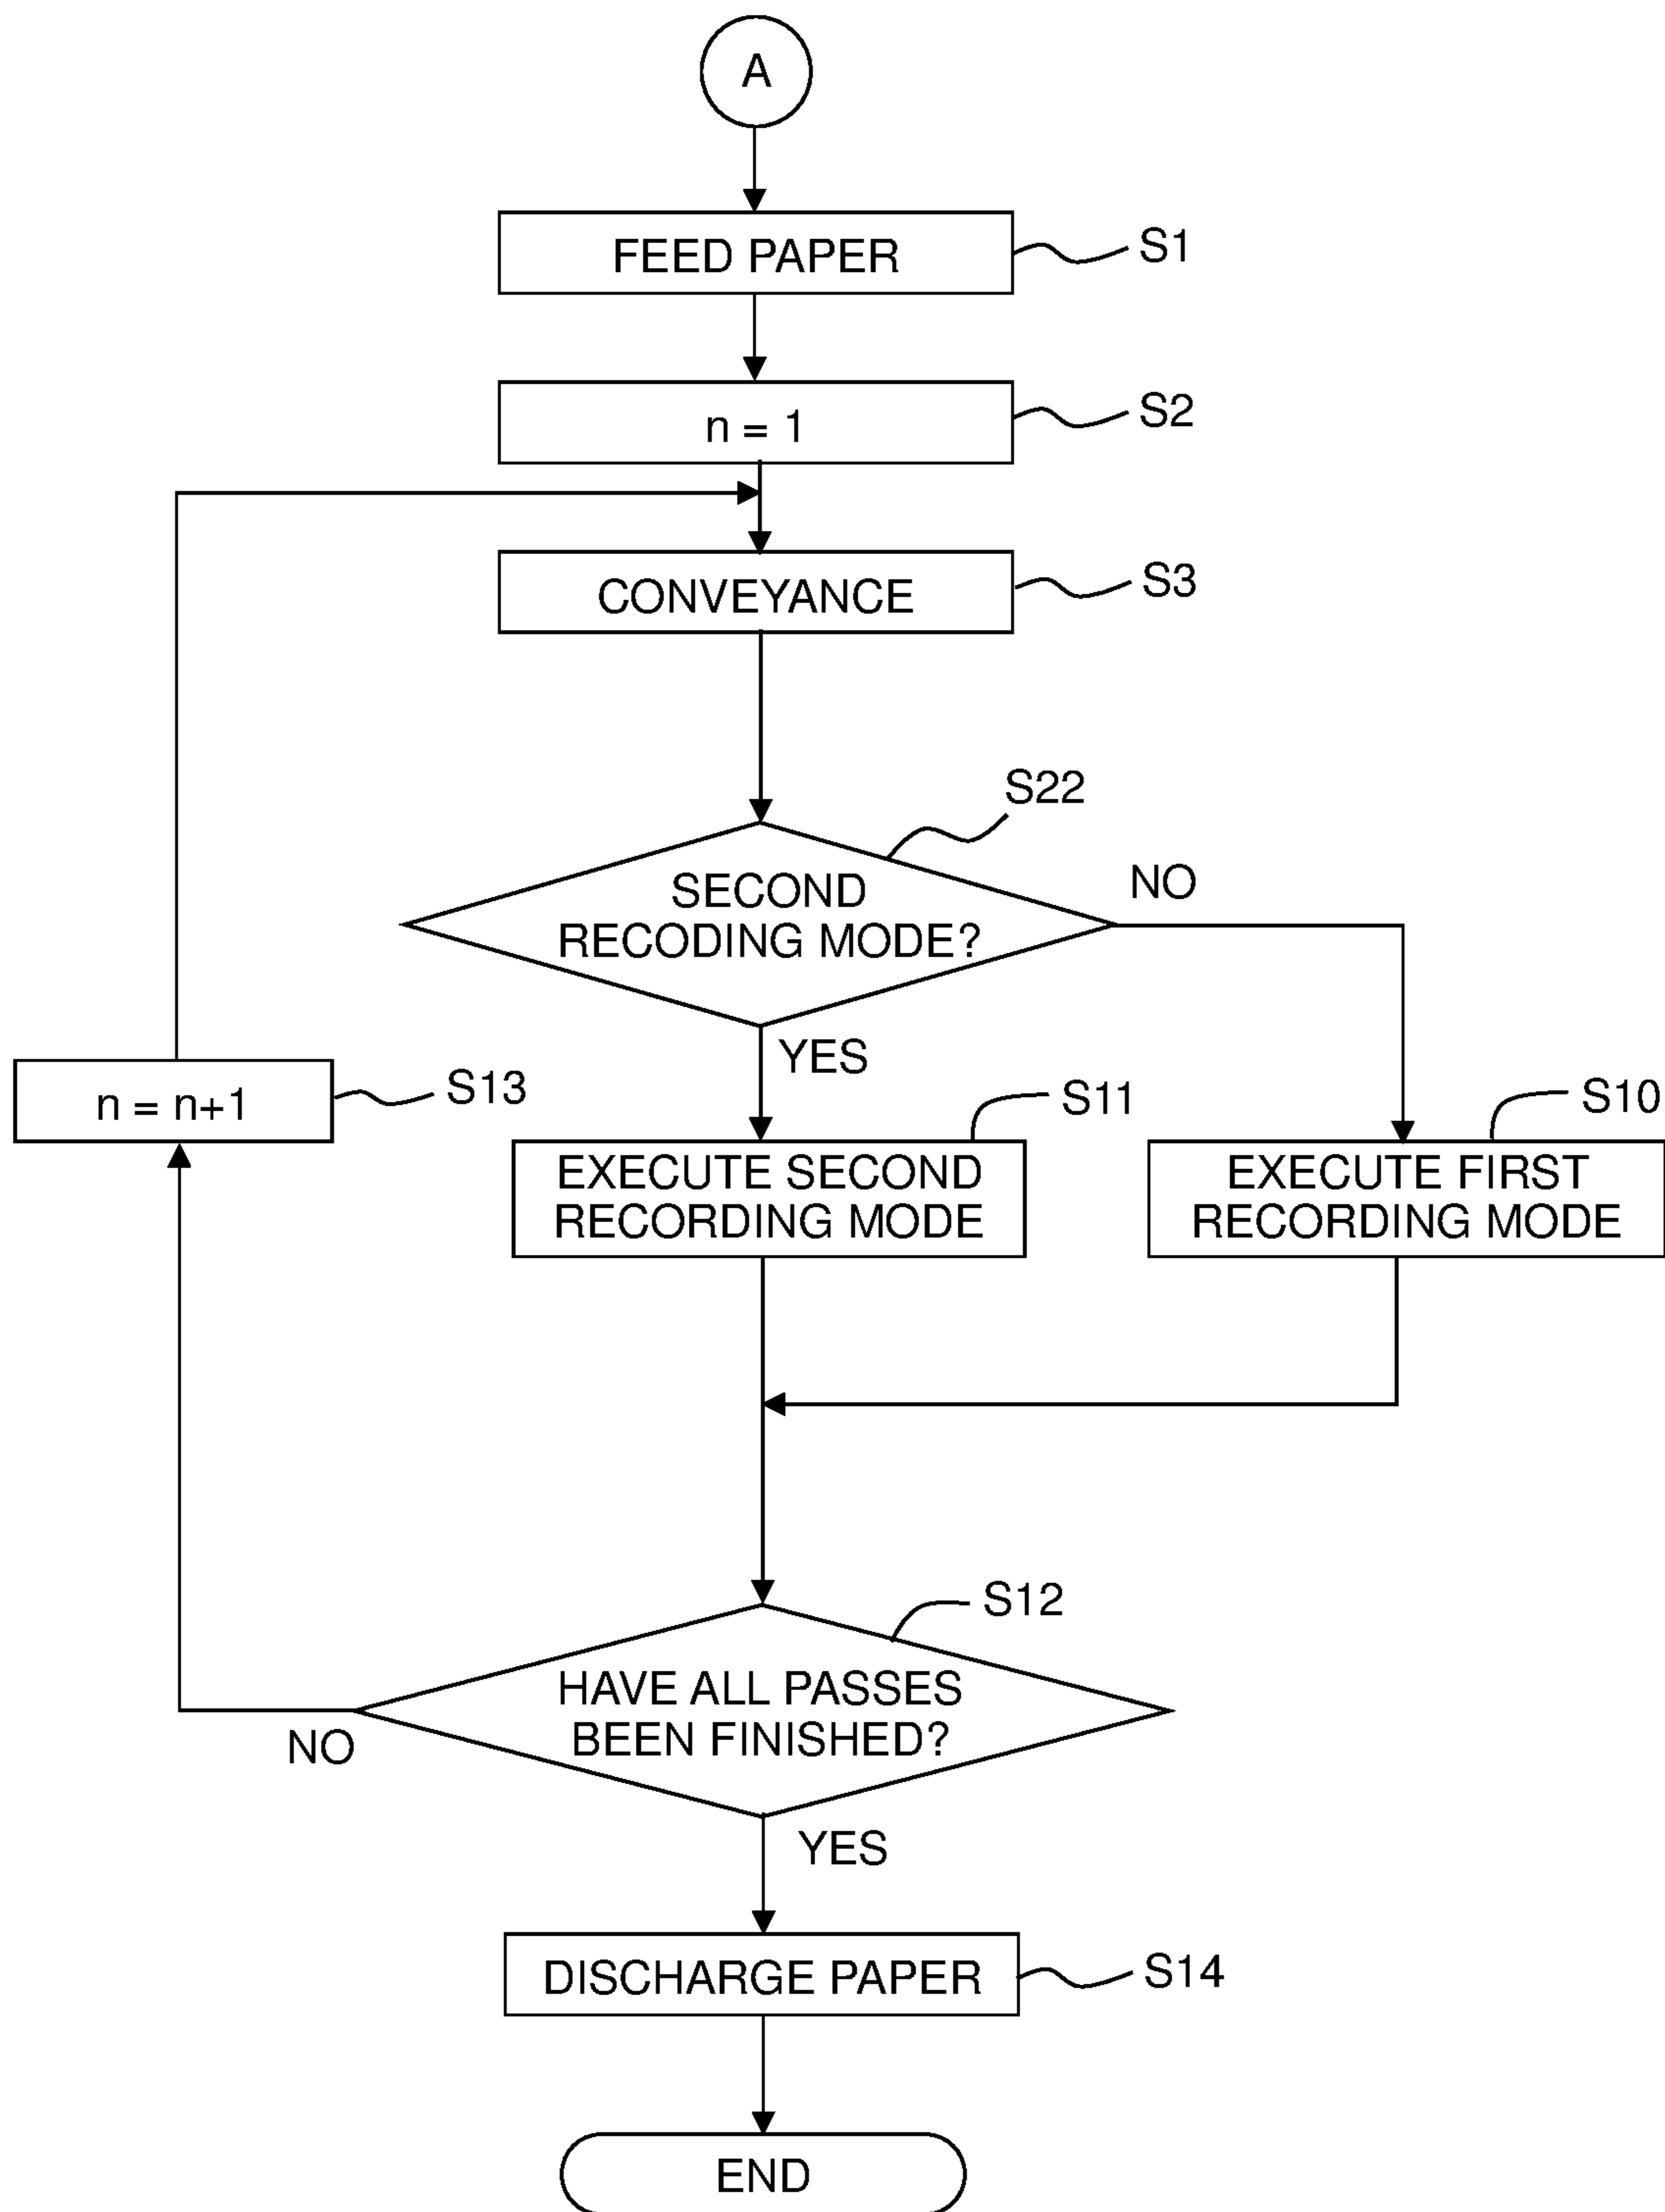 A
FEED PAPER
S1
n = 1
S2
CONVEYANCE
S3
S22
SECOND
RECODING MODE?
NO
YES
n = n+1
S13
S11
S10
EXECUTE SECOND
RECORDING MODE
EXECUTE FIRST
RECORDING MODE
S12
HAVE ALL PASSES
BEEN FINISHED?
NO
YES
DISCHARGE PAPER
S14
END